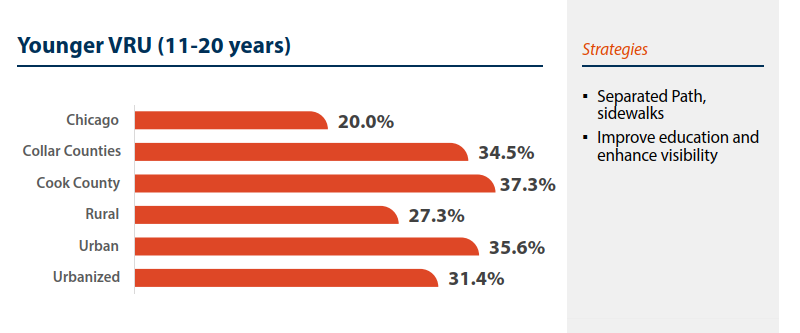 Younger VRU (11-20 years)
Chicago 20.0%
Collar Counties 34.5%
Cook County 37.3%
Rural 27.3%
Urban 35.6%
Urbanized 31.4%
Strategies
▪ Separated Path,
sidewalks
▪ Improve education and
enhance visibility